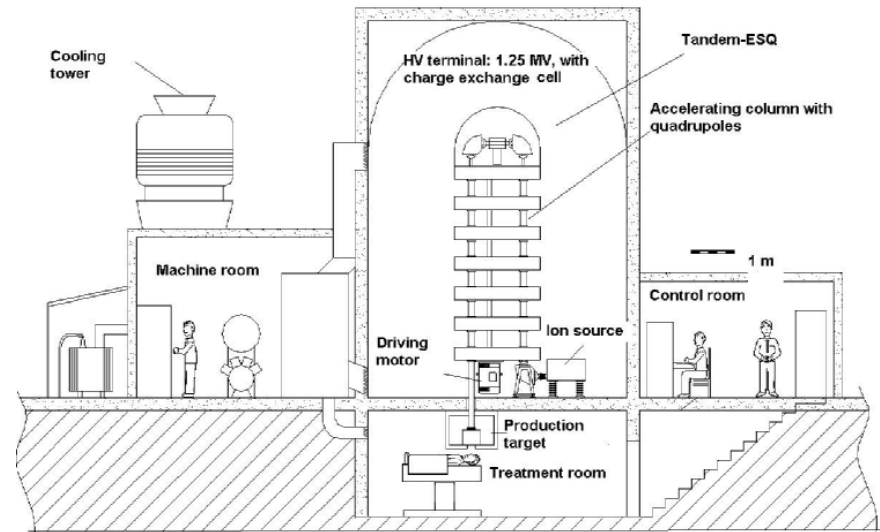 Cooling
tower
HV terminal: 1.25 MV, with
charge exchange cell
Tandem-ESQ
Accelerating column with
quadrupoles
Machine room
1 m
Control room
Ion source
Driving
motor
Production
target
Treatment room